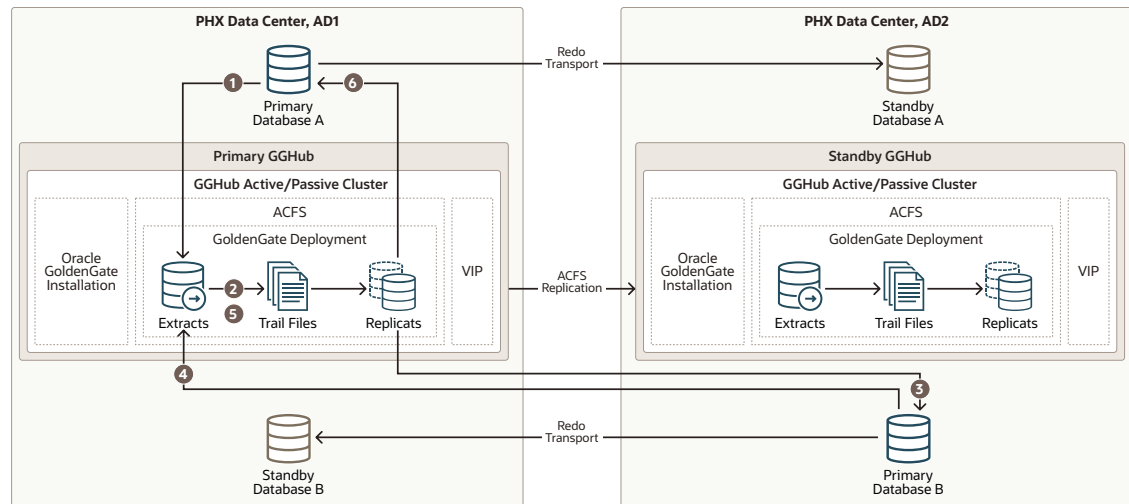 PHX Data Center, AD1
PHX Data Center, AD2
Redo
Transport
1
6
Primary
Database A
Standby
Database A
Primary GGHub
Standby GGHub
GGHub Active/Passive Cluster
GGHub Active/Passive Cluster
ACFS
ACFS
GoldenGate Deployment
GoldenGate Deployment
Oracle
GoldenGate
Installation
VIP
Oracle
GoldenGate
Installation
VIP
2
5
Extracts
Trail Files
Replicats
ACFS
Replication
Extracts
Trail Files
Replicats
4
3
Redo
Transport
Standby
Database B
Primary
Database B